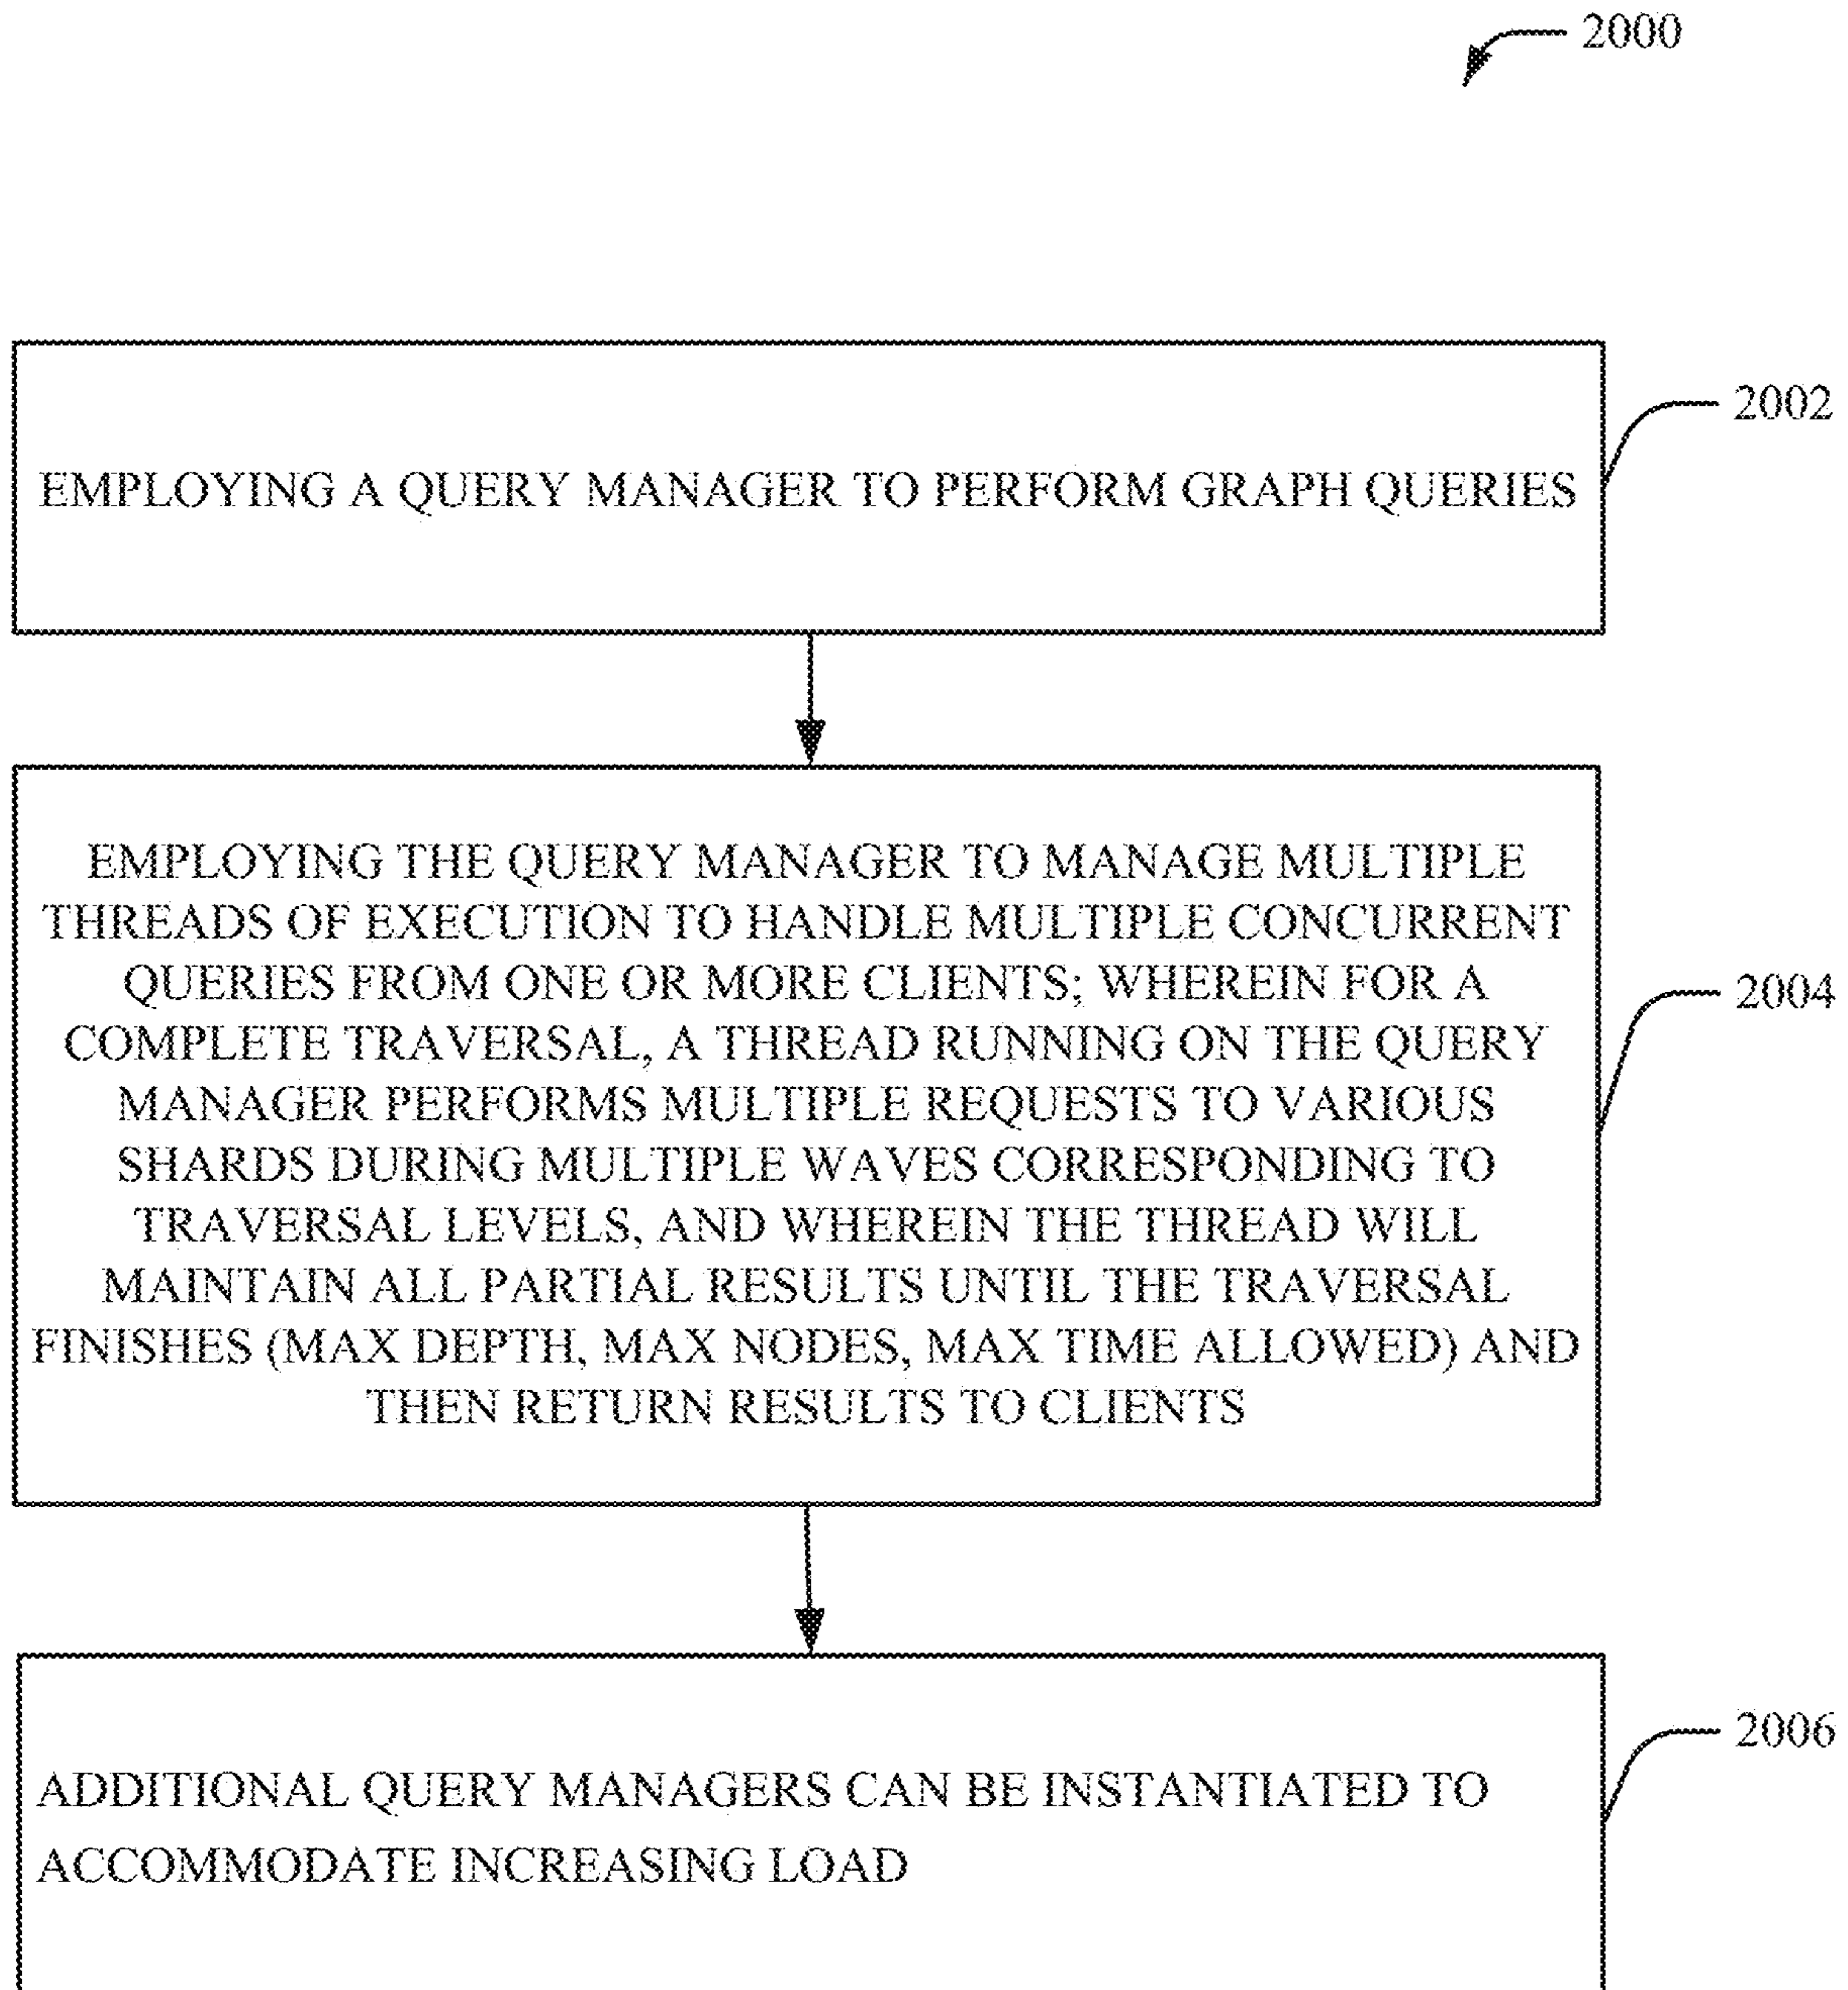 2000
2002
EMPLOYING A QUERY MANAGER TO PERFORM GRAPH QUERIES
EMPLOYING THE QUERY MANAGER TO MANAGE MULTIPLE
THREADS OF EXECUTION TO HANDLE MULTIPLE CONCURRENT
QUERIES FROM ONE OR MORE CLIENTS; WHEREIN FOR A
2004
COMPLETE TRAVERSAL, A THREAD RUNNING ON THE QUERY
MANAGER PERFORMS MULTIPLE REQUESTS TO VARIOUS
SHARDS DURING MULTIPLE WAVES CORRESPONDING TO
TRAVERSAL LEVELS, AND WHEREIN THE THREAD WILL
MAINTAIN ALL PARTIAL RESULTS UNTIL THE TRAVERSAL
FINISHES (MAX DEPTH, MAX NODES, MAX TIME ALLOWED) AND
THEN RETURN RESULTS TO CLIENTS
2006
ADDITIONAL QUERY MANAGERS CAN BE INSTANTIATED TO
ACCOMMODATE INCREASING LOAD